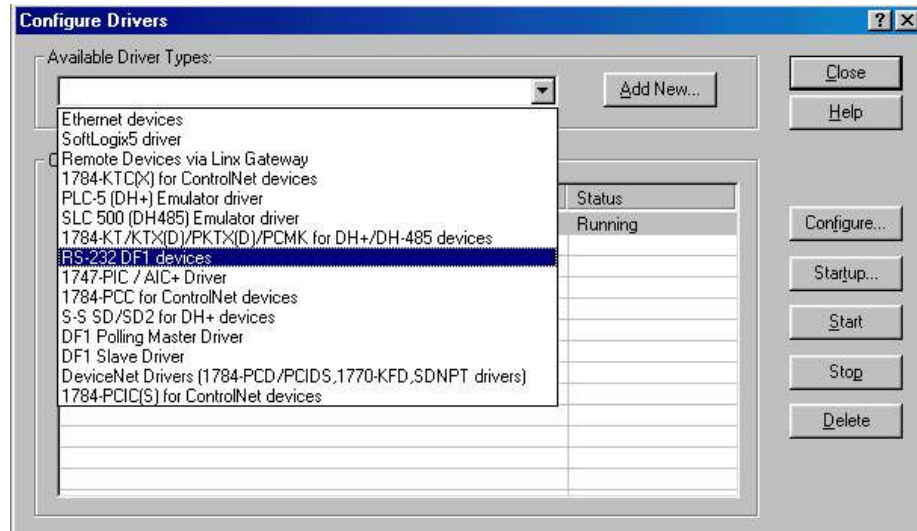 Configure Drivers
Available Driver Types:
Add New...
Close
Help
Ethernet devices
SoftLogix5 driver
Remote Devices via Linx Gateway
1784-KTC(X) for ControlNet devices
PLC-5 (DH+) Emulator driver
SLC 500 (DH485) Emulator driver
1784-KT/KTX(D)/PKTX(D)/PCMK for DH+/DH-485 devices
RS-232 DF1 devices
1747-PIC / AIC+ Driver
1784-PCC for ControlNet devices
S-S SD/SD2 for DH+ devices
DF1 Polling Master Driver
DF1 Slave Driver
DeviceNet Drivers (1784-PCD/PCIDS,1770-KFD,SDNPT drivers)
1784-PCIC(S) for ControlNet devices
Status
Running
Configure...
Startup...
Start
Stop
Delete